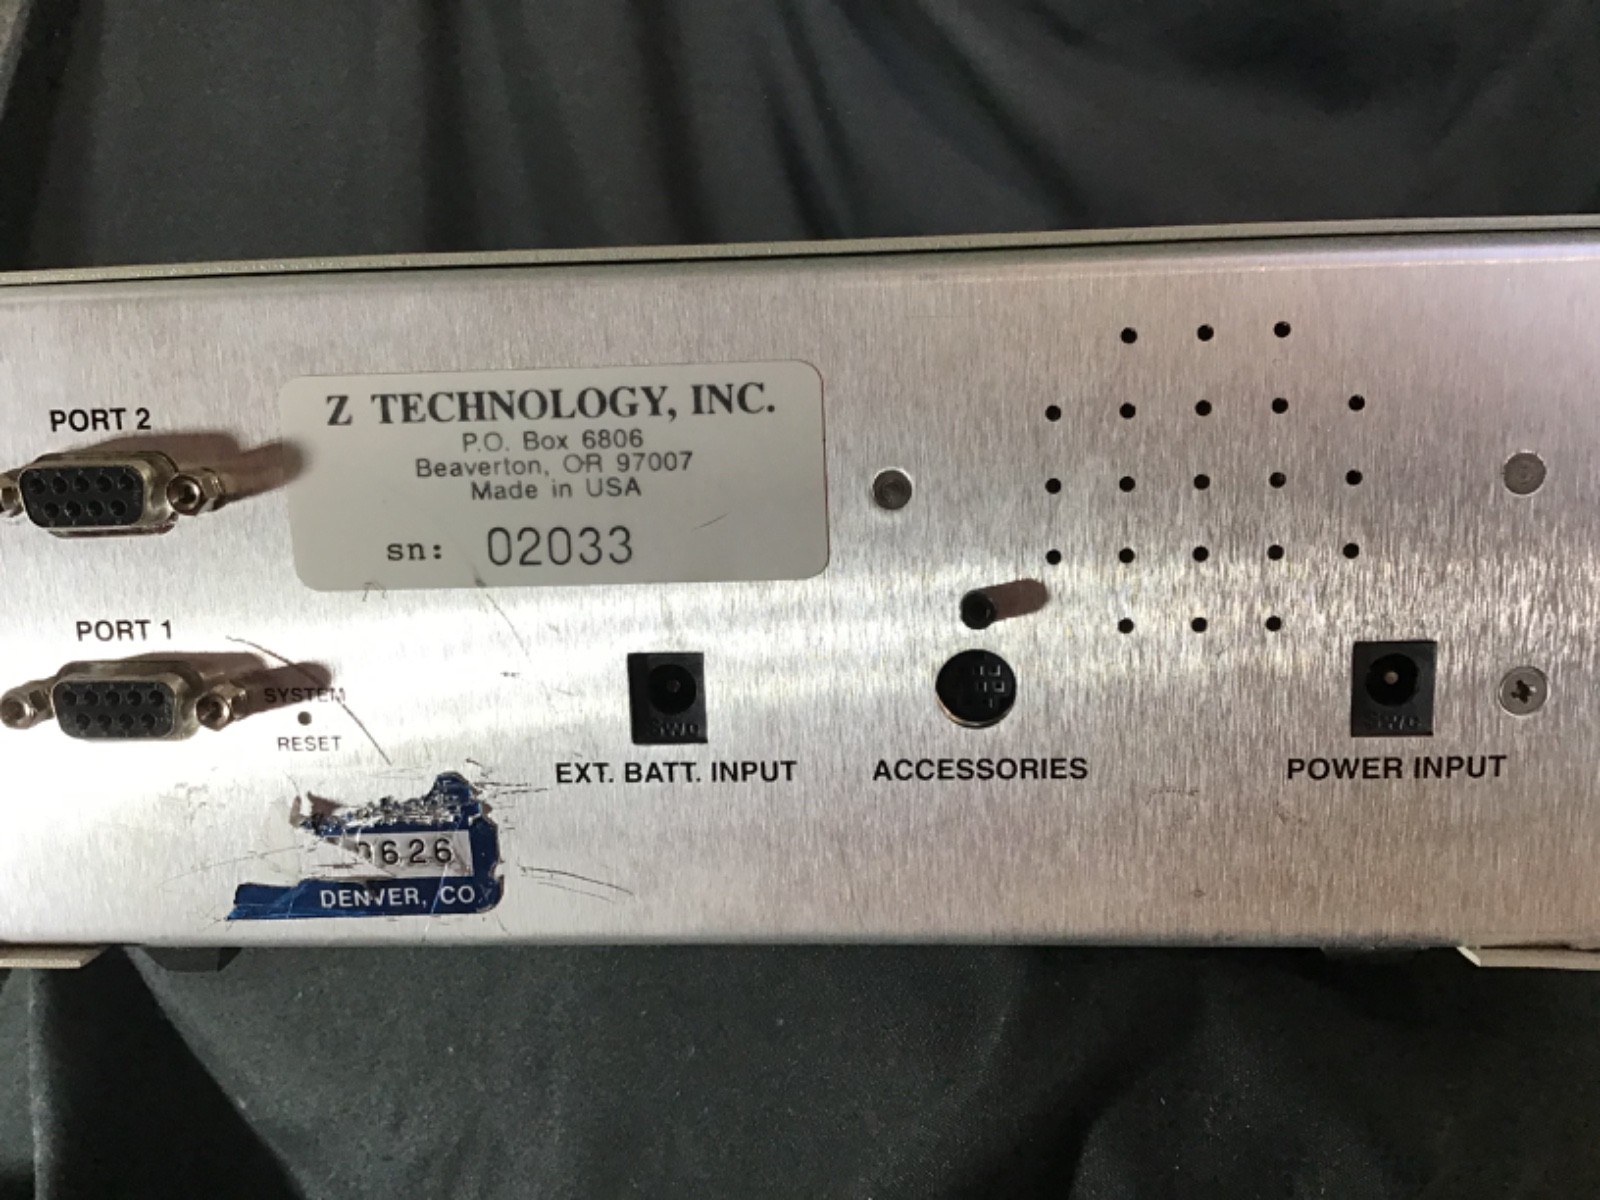 PORT 2
Z TECHNOLOGY, INC.
P.O. Box 6806
Beaverton, OR 97007
Made in USA
sn: 02033
PORT 1
SYSTEM
RESET
EXT. BATT. INPUT
ACCESSORIES
POWER INPUT
0626
DENVER, CO